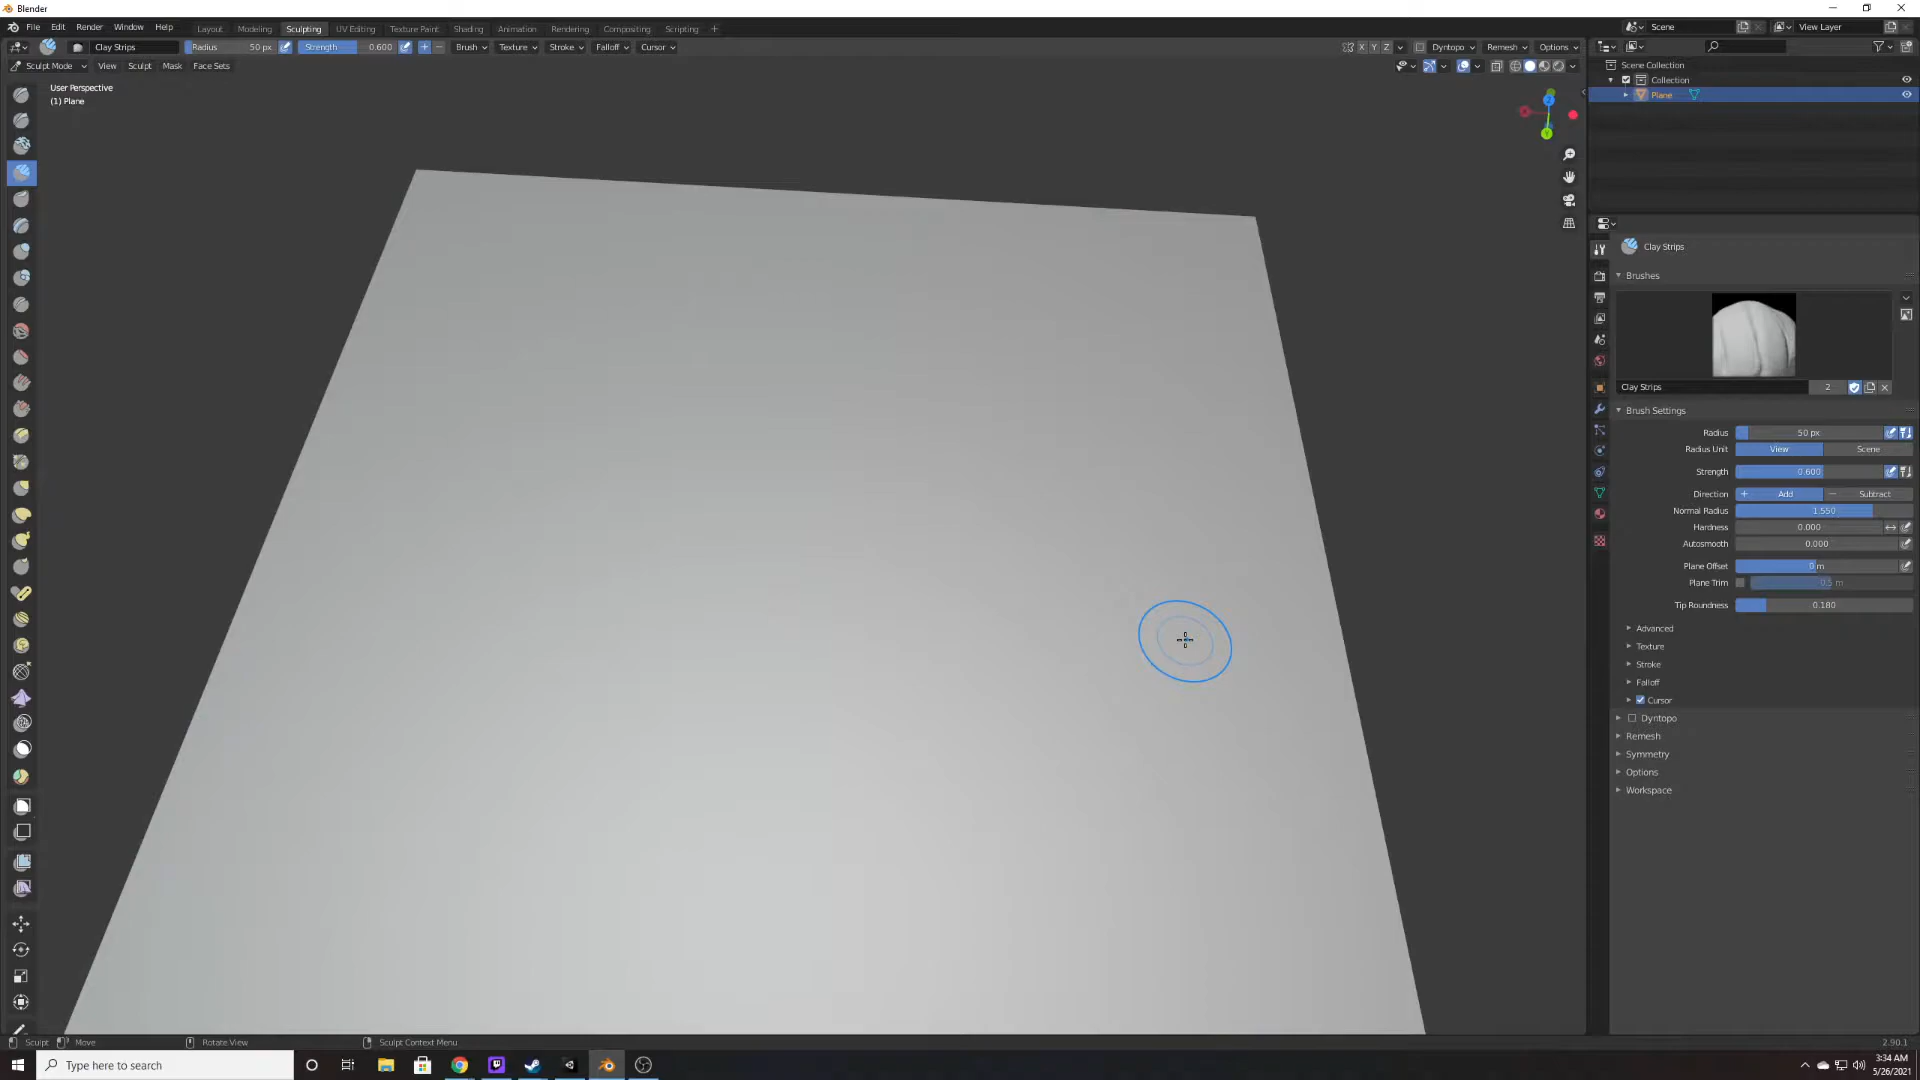 Blender
File Edit Render Window Help Layout Modeling Sculpting UV Editing Texture Paint Shading Animation Rendering Compositing Scripting + Scene View Layer
Clay Strips Radius 50 px Strength 0.600 + − Brush Texture Stroke Falloff Cursor X Y Z Dyntopo Remesh Options
Sculpt Mode View Sculpt Mask Face Sets
User Perspective
(1) Plane
Scene Collection
Collection
Plane
Clay Strips
Brushes
Clay Strips 2
Brush Settings
Radius 50 px
Radius Unit View Scene
Strength 0.600
Direction + Add − Subtract
Normal Radius 1.550
Hardness 0.000
Autosmooth 0.000
Plane Offset 0 m
Plane Trim 0.5 m
Tip Roundness 0.180
Advanced
Texture
Stroke
Falloff
Cursor
Dyntopo
Remesh
Symmetry
Options
Workspace
Sculpt Move Rotate View Sculpt Context Menu 2.90.1
Type here to search
3:34 AM
5/26/2021